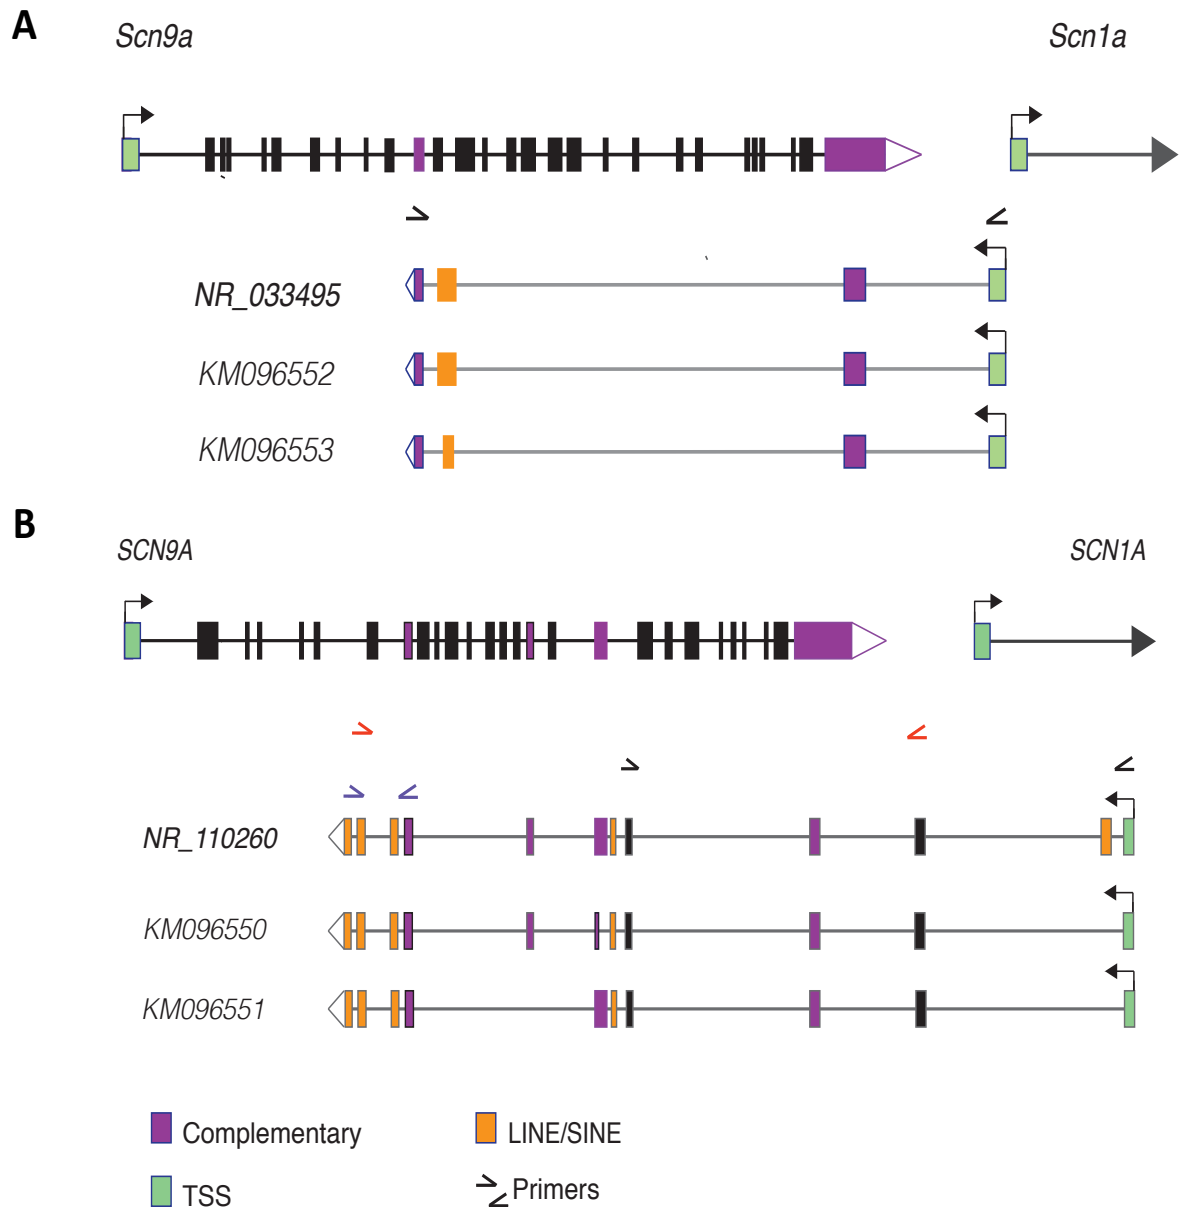 A
Scn9a Scn1a
NR_033495
KM096552
KM096553
B
SCN9A SCN1A
NR_110260
KM096550
KM096551
Complementary LINE/SINE
TSS Primers